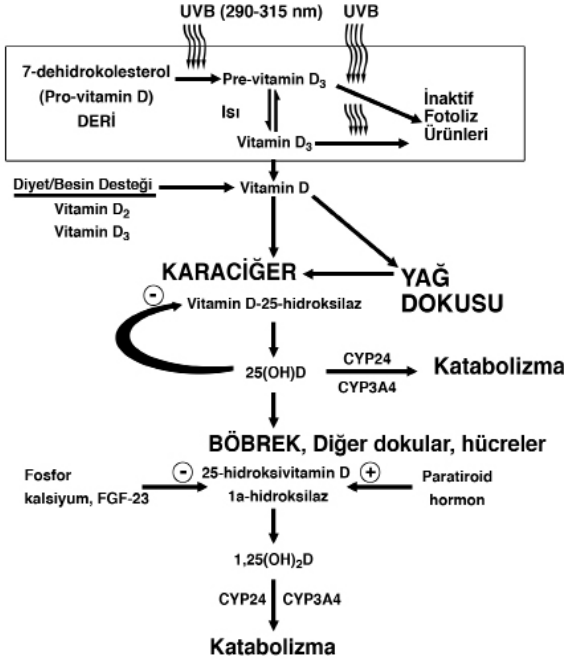 UVB (290-315 nm) UVB
7-dehidrokolesterol
(Pro-vitamin D)
DERİ
Pre-vitamin D₃
Isı
Vitamin D₃
İnaktif
Fotoliz
Ürünleri
Diyet/Besin Desteği
Vitamin D₂
Vitamin D₃
Vitamin D
KARACİĞER
YAĞ
DOKUSU
- Vitamin D-25-hidroksilaz
25(OH)D
CYP24
CYP3A4
Katabolizma
BÖBREK, Diğer dokular, hücreler
Fosfor
kalsiyum, FGF-23
- 25-hidroksivitamin D +
1a-hidroksilaz
Paratiroid
hormon
1,25(OH)₂D
CYP24 CYP3A4
Katabolizma